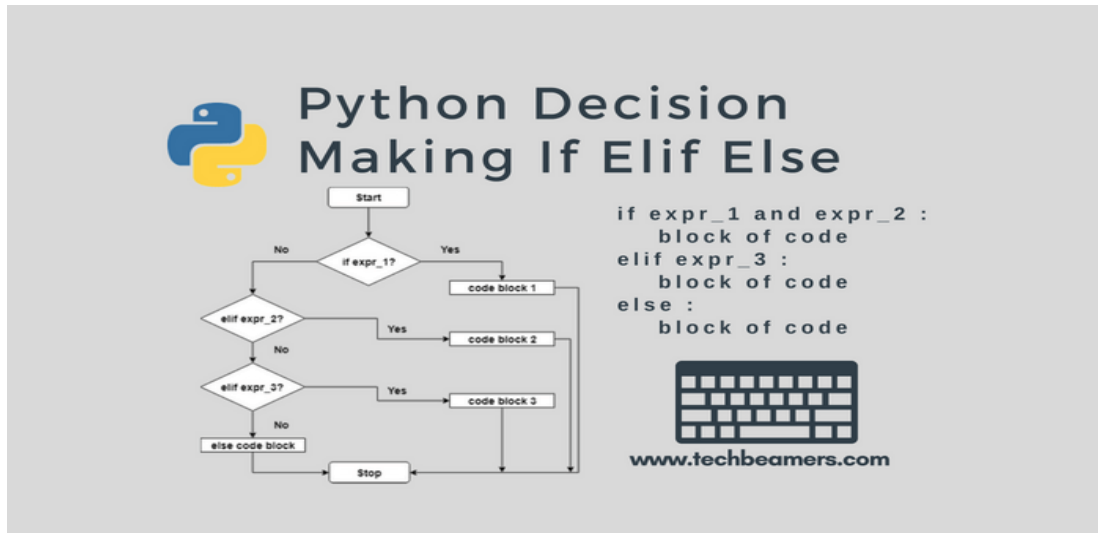 Python Decision
Making If Elif Else
Start
No
Yes
if expr_1?
code block 1
elif expr_2?
Yes
code block 2
No
elif expr_3?
Yes
code block 3
No
else code block
Stop
if expr_1 and expr_2 :
block of code
elif expr_3 :
block of code
else :
block of code
www.techbeamers.com